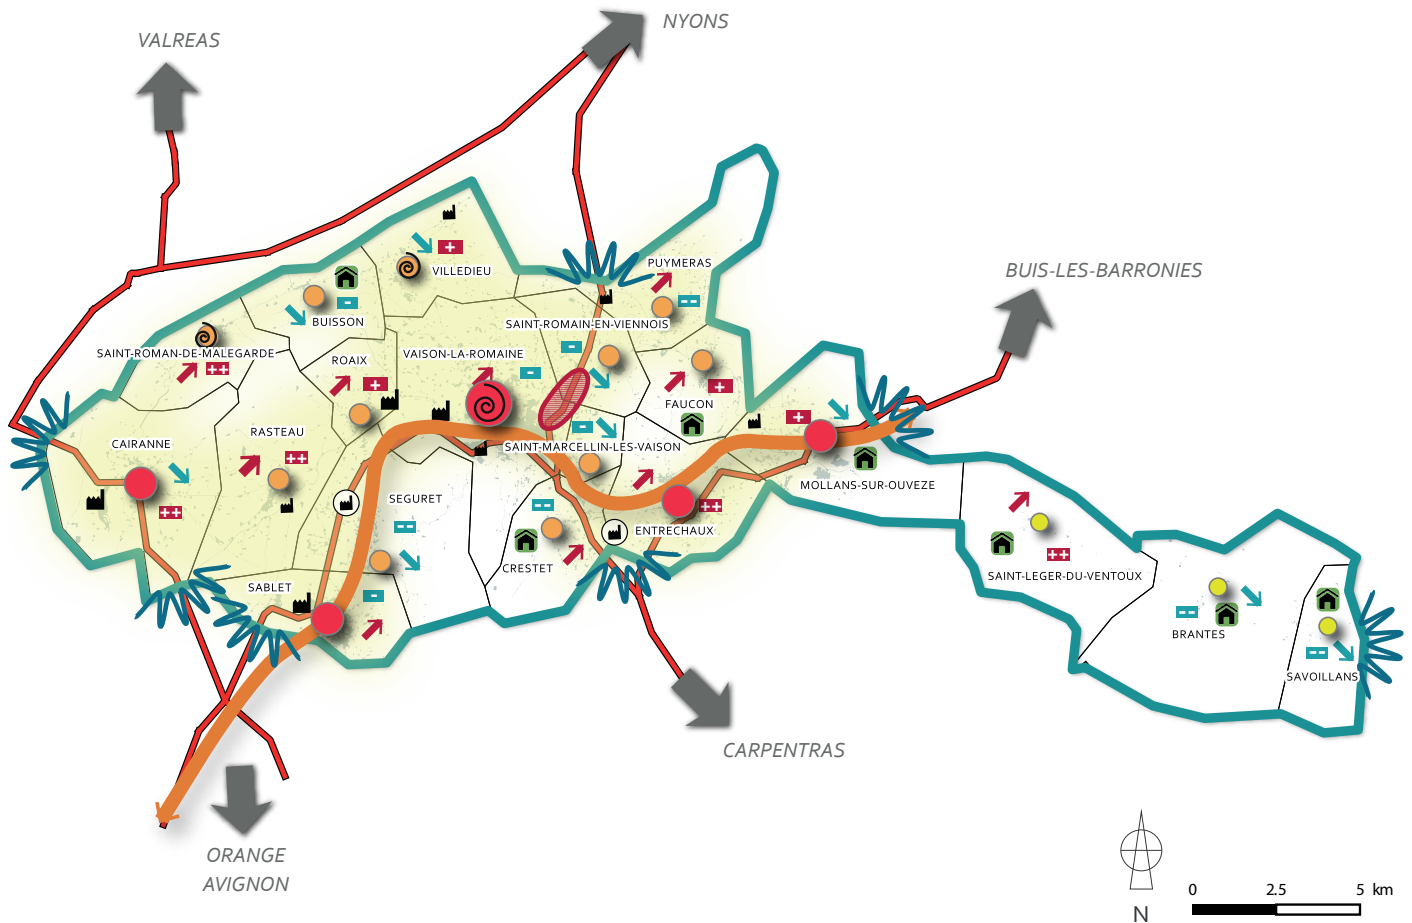 NYONS
VALREAS
PUYMERAS
BUIS-LES-BARRONIES
VILLEDIEU
BUISSON
SAINT-ROMAIN-EN-VIENNOIS
SAINT-ROMAN-DE-MALEGARDE
ROAIX
VAISON-LA-ROMAINE
FAUCON
RASTEAU
CAIRANNE
SAINT-MARCELLIN-LES-VAISON
MOLLANS-SUR-OUVEZE
SEGURET
ENTRECHAUX
CRESTET
SAINT-LEGER-DU-VENTOUX
SABLET
BRANTES
SAVOILLANS
CARPENTRAS
ORANGE
AVIGNON
0 2.5 5 km
N